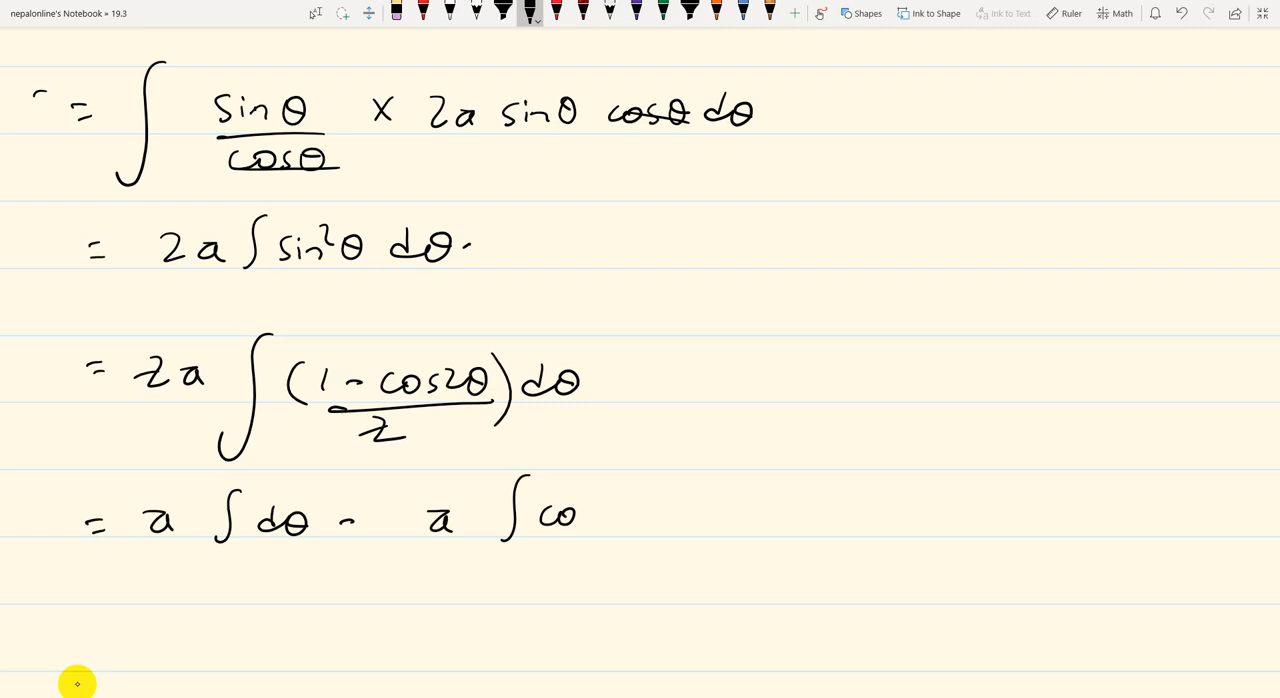 nepalonline's Notebook » 19.3
Shapes Ink to Shape Ink to Text Ruler Math
= ∫ sinθ/cosθ × 2a sinθ cosθ dθ
= 2a ∫ sin²θ dθ.
= 2a ∫ (1 - cos2θ / 2) dθ
= a ∫ dθ - a ∫ co